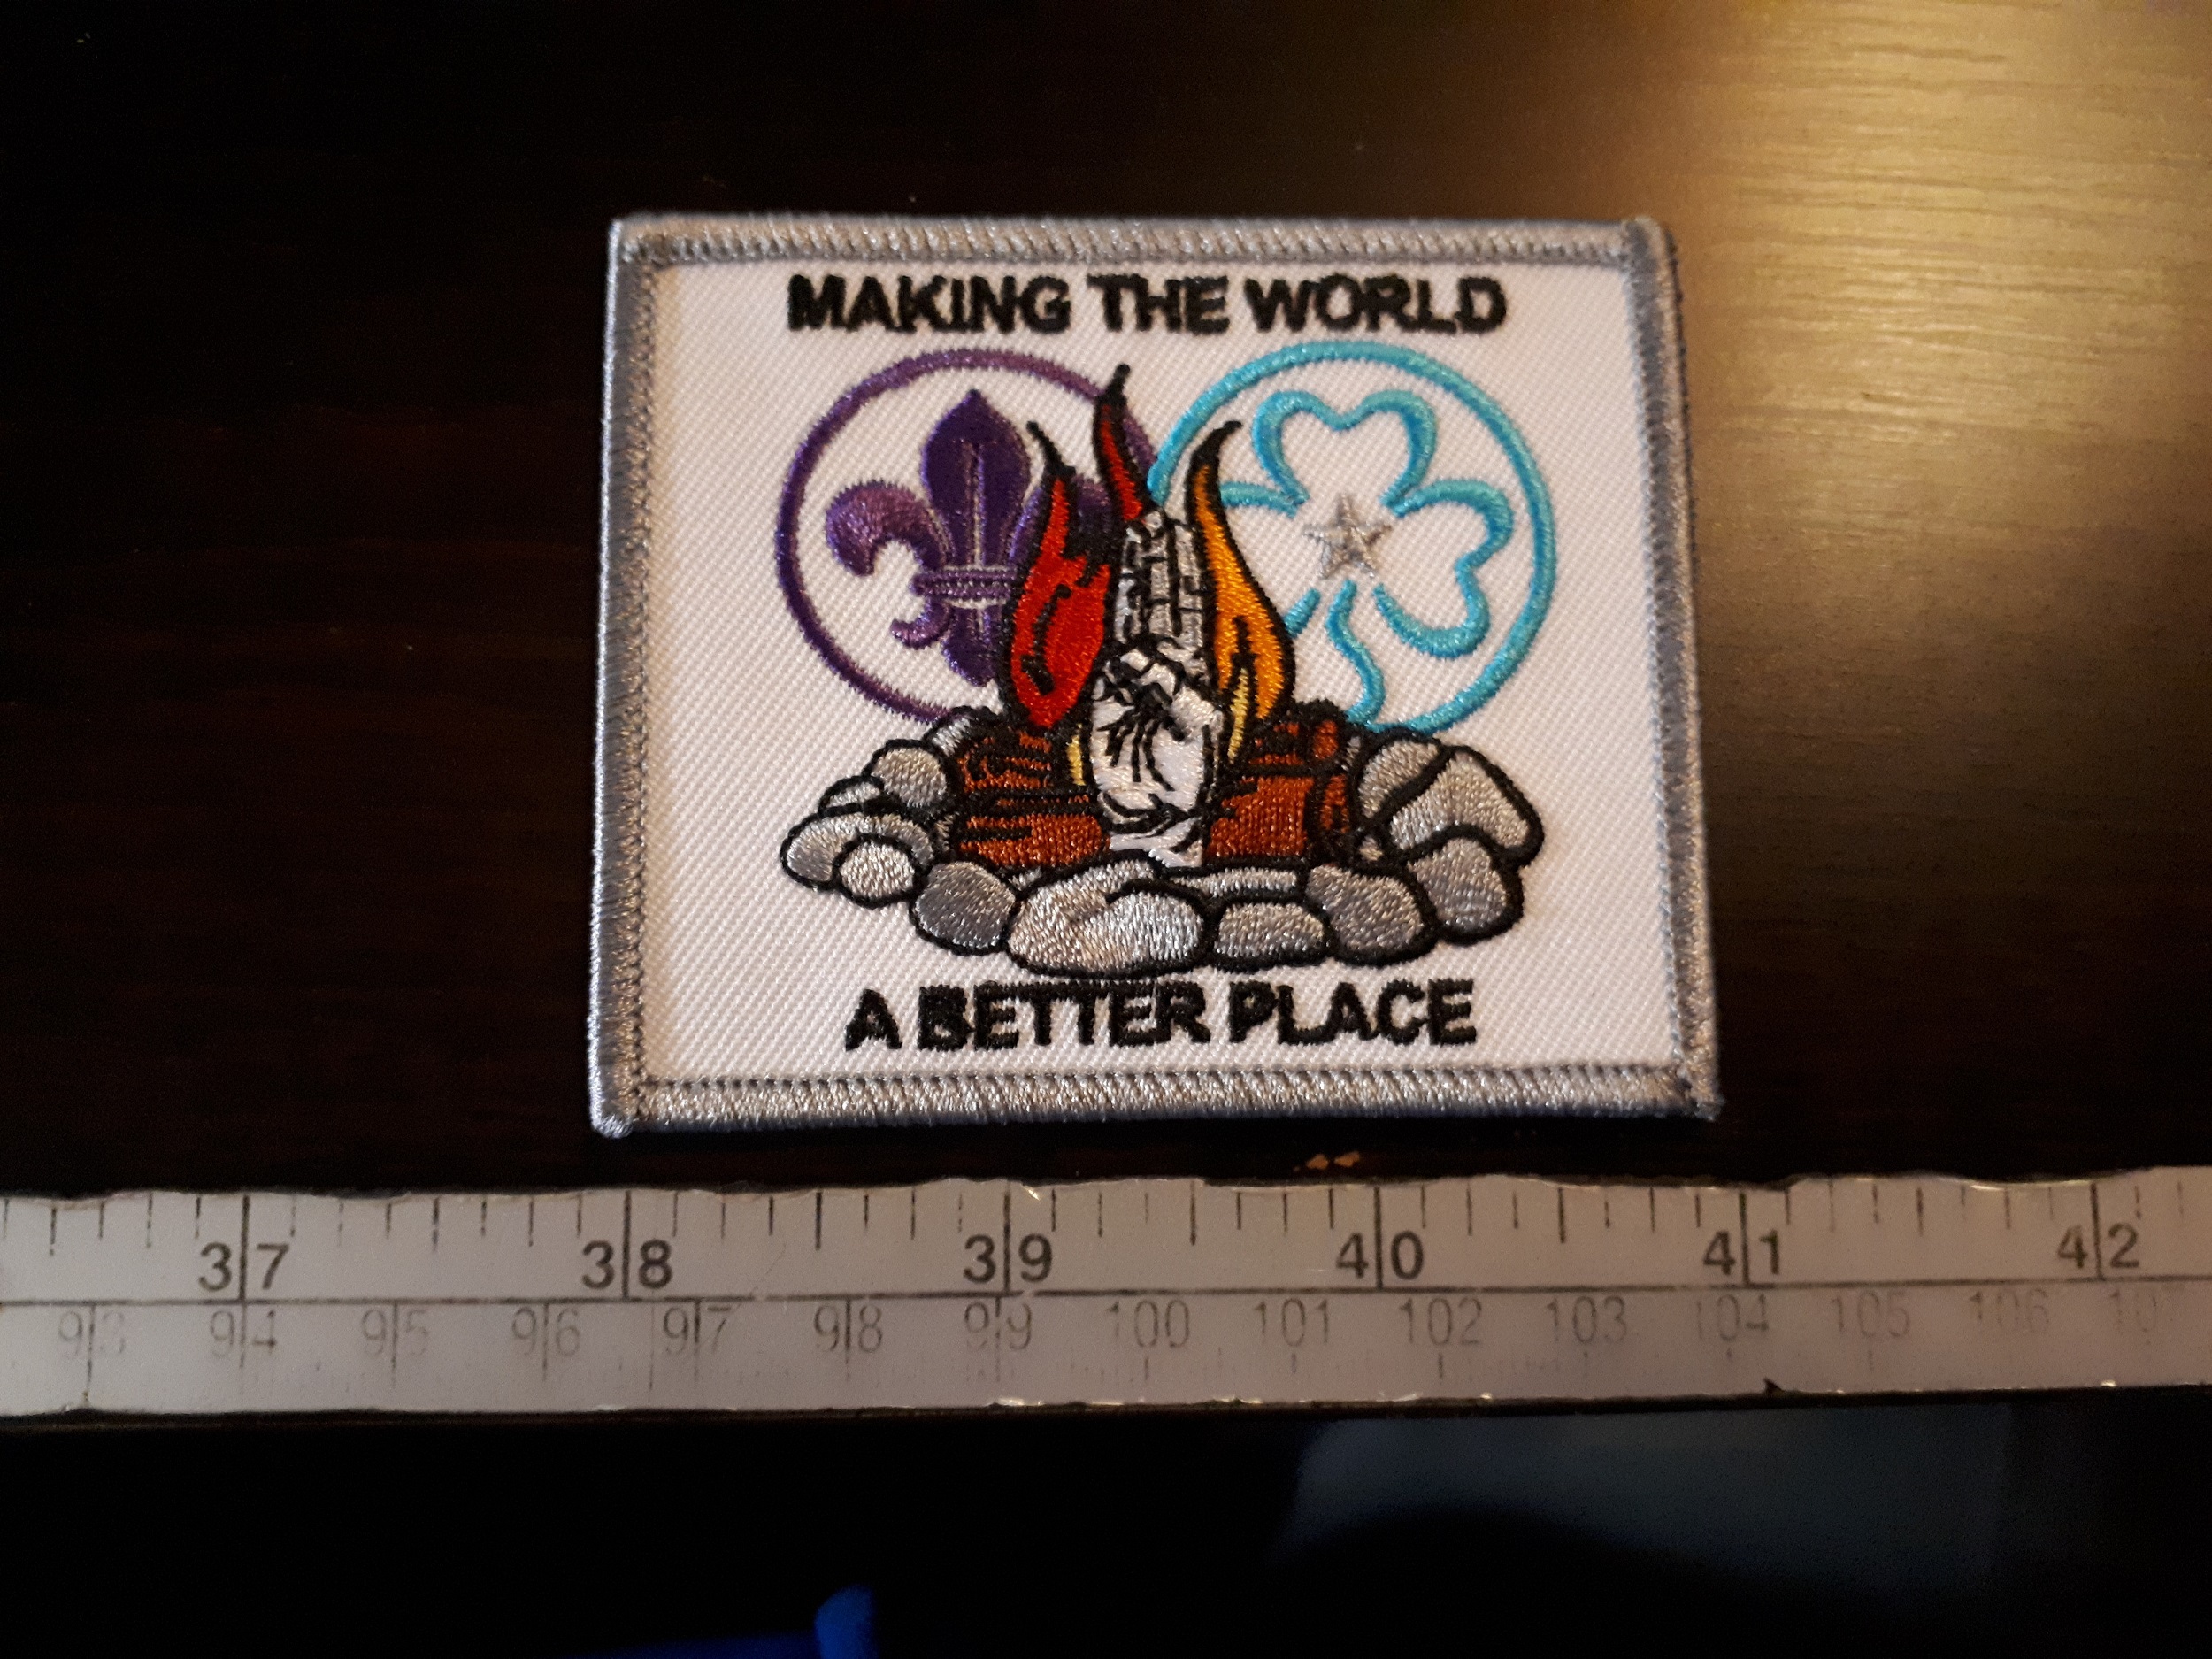 MAKING THE WORLD
A BETTER PLACE
37 38 39 40 41 42
93 94 95 96 97 98 99 100 101 102 103 104 105 106